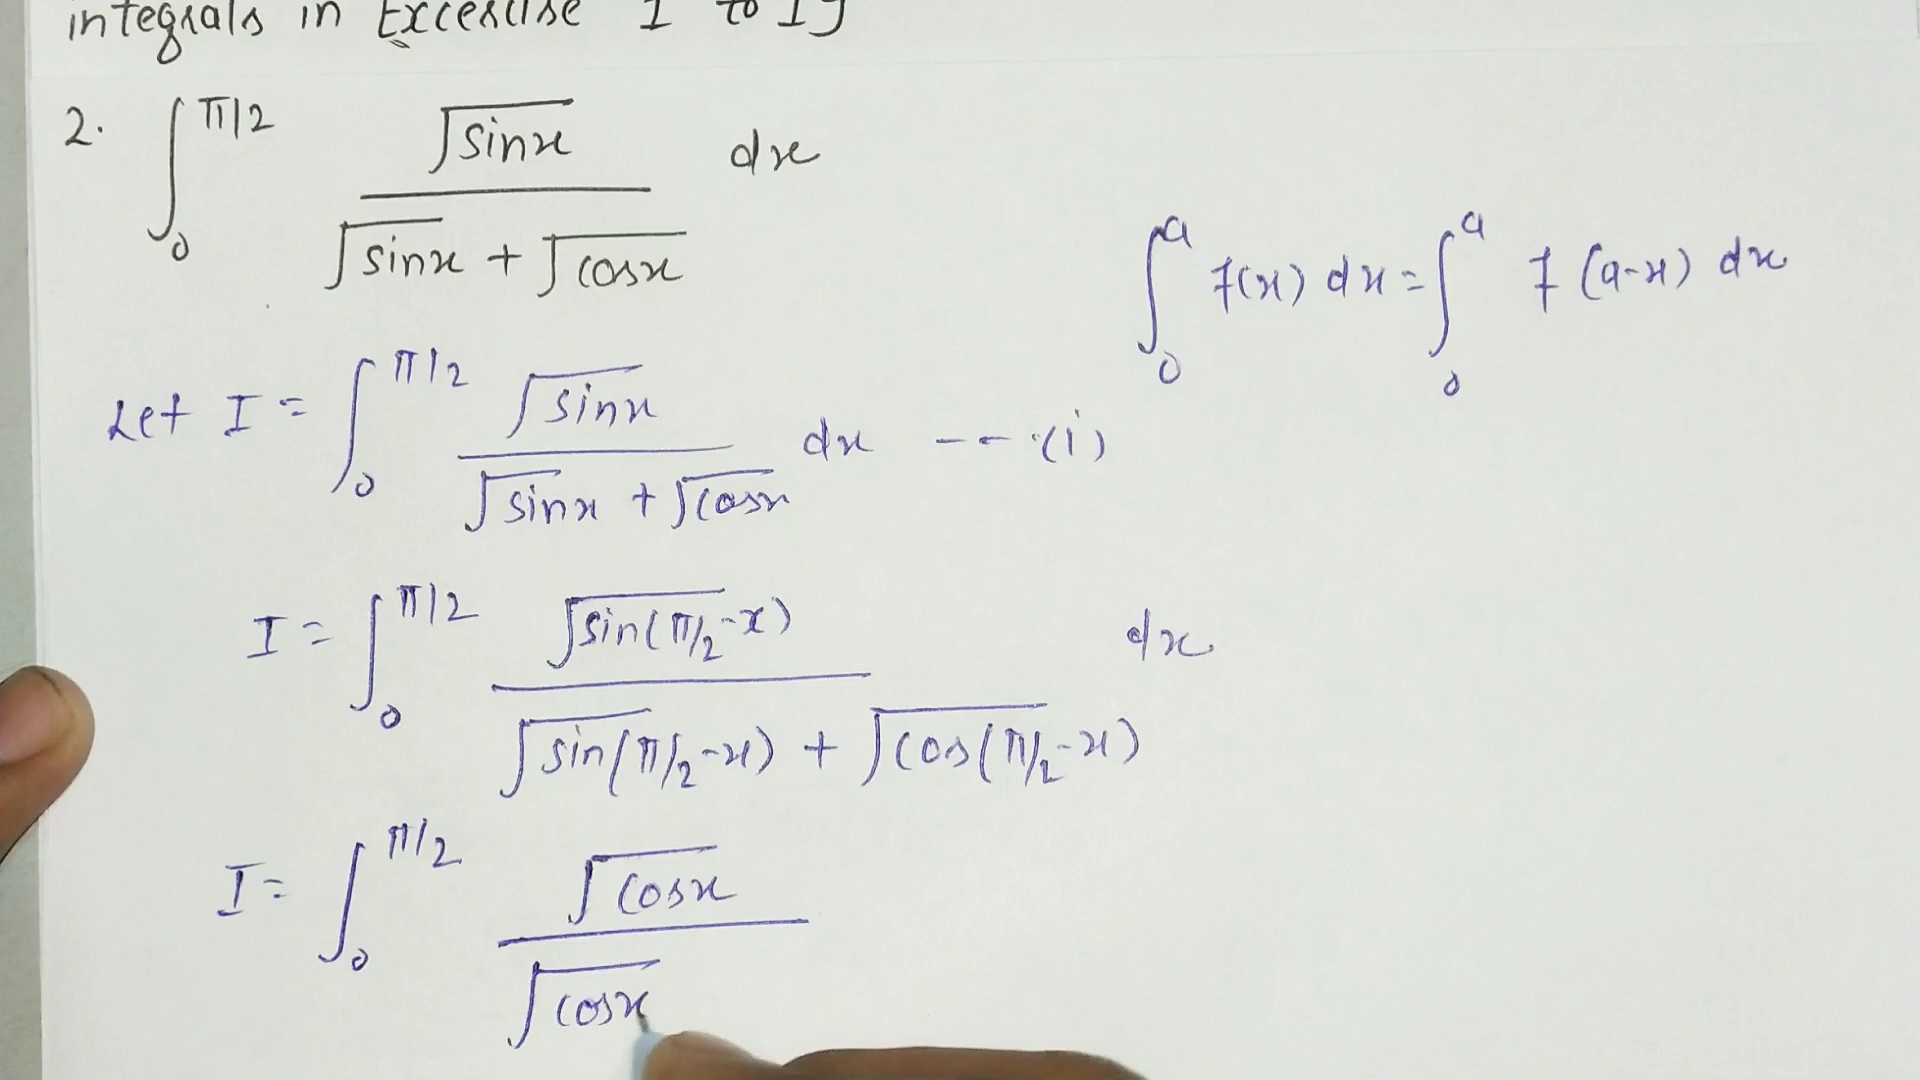 integrals in Excercise 1 to 19
2. ∫₀^π/2 √sinx / √sinx + √cosx dx
∫₀^a f(x) dx = ∫₀^a f(a-x) dx
Let I = ∫₀^π/2 √sinx / √sinx + √cosx dx --- (i)
I = ∫₀^π/2 √sin(π/2-x) / √sin(π/2-x) + √cos(π/2-x) dx
I = ∫₀^π/2 √cosx / √cosx